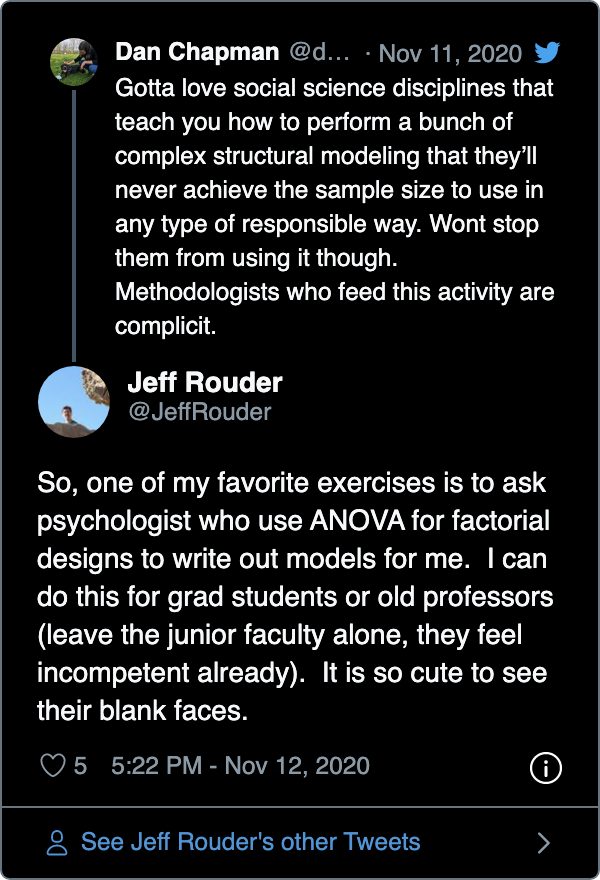 Dan Chapman @d... · Nov 11, 2020
Gotta love social science disciplines that
teach you how to perform a bunch of
complex structural modeling that they’ll
never achieve the sample size to use in
any type of responsible way. Wont stop
them from using it though.
Methodologists who feed this activity are
complicit.
Jeff Rouder
@JeffRouder
So, one of my favorite exercises is to ask
psychologist who use ANOVA for factorial
designs to write out models for me.  I can
do this for grad students or old professors
(leave the junior faculty alone, they feel
incompetent already).  It is so cute to see
their blank faces.
5 5:22 PM - Nov 12, 2020
See Jeff Rouder's other Tweets